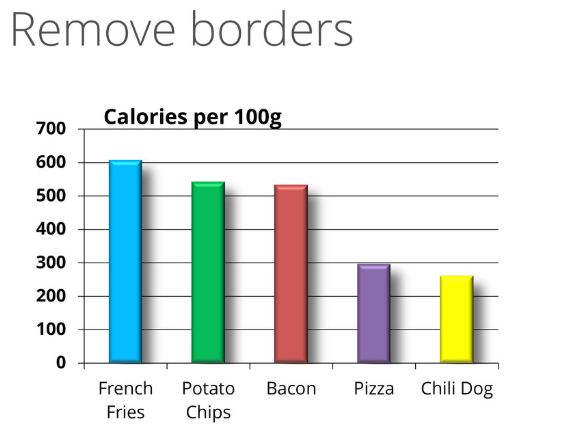 Remove borders
Calories per 100g
700
600
500
400
300
200
100
0
French
Fries
Potato
Chips
Bacon
Pizza
Chili Dog